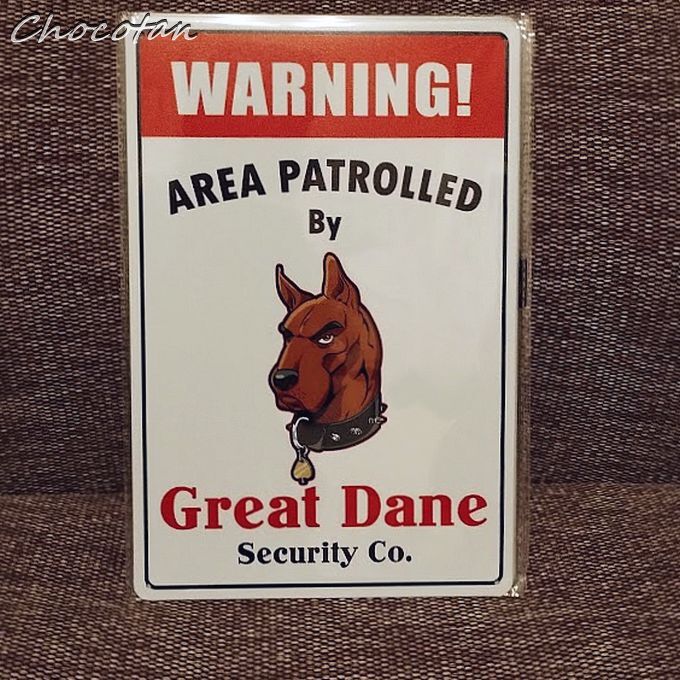 Chocofan
WARNING!
AREA PATROLLED
By
Great Dane
Security Co.